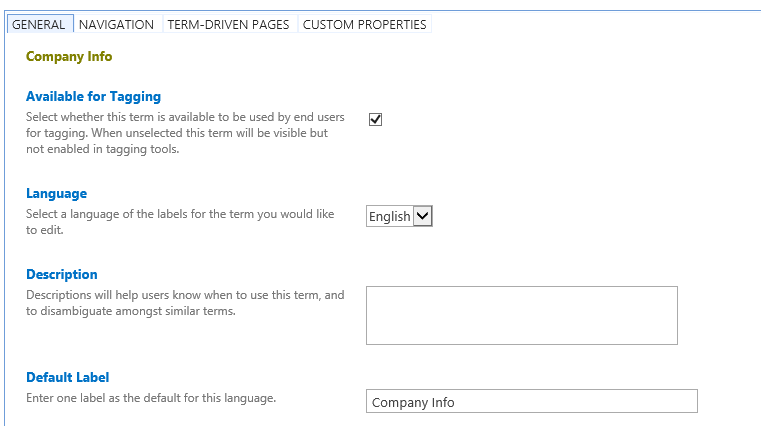 GENERAL NAVIGATION TERM-DRIVEN PAGES CUSTOM PROPERTIES
Company Info
Available for Tagging
Select whether this term is available to be used by end users
for tagging. When unselected this term will be visible but
not enabled in tagging tools.
Language
Select a language of the labels for the term you would like
to edit.
English
Description
Descriptions will help users know when to use this term, and
to disambiguate amongst similar terms.
Default Label
Enter one label as the default for this language.
Company Info